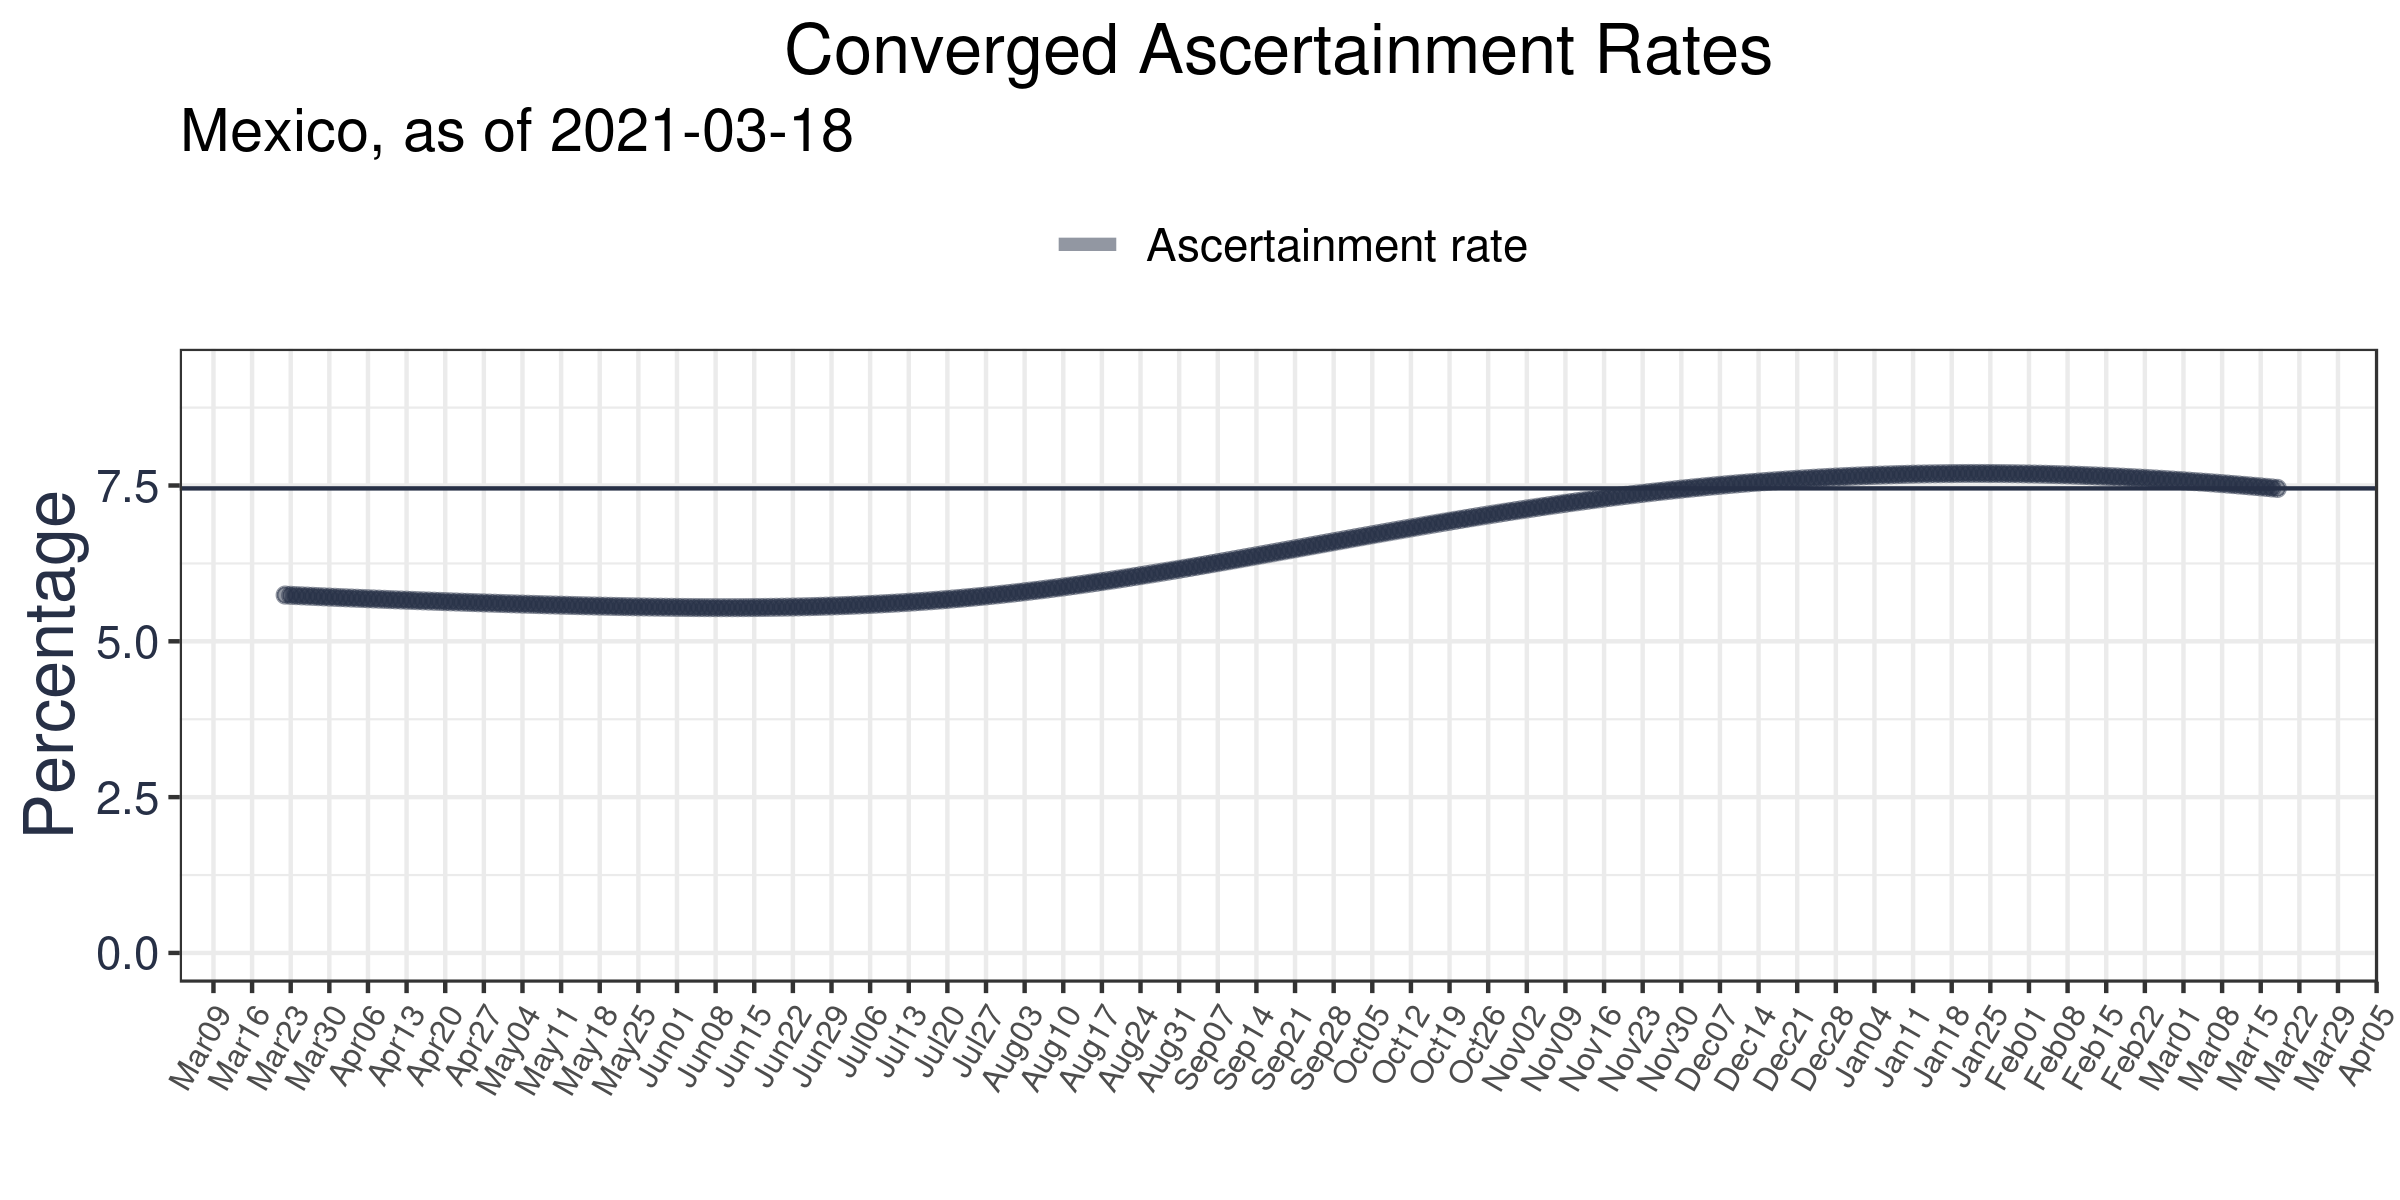 Converged Ascertainment Rates
Mexico, as of 2021-03-18
Ascertainment rate
Percentage
7.5
5.0
2.5
0.0
Mar09
Mar16
Mar23
Mar30
Apr06
Apr13
Apr20
Apr27
May04
May11
May18
May25
Jun01
Jun08
Jun15
Jun22
Jun29
Jul06
Jul13
Jul20
Jul27
Aug03
Aug10
Aug17
Aug24
Aug31
Sep07
Sep14
Sep21
Sep28
Oct05
Oct12
Oct19
Oct26
Nov02
Nov09
Nov16
Nov23
Nov30
Dec07
Dec14
Dec21
Dec28
Jan04
Jan11
Jan18
Jan25
Feb01
Feb08
Feb15
Feb22
Mar01
Mar08
Mar15
Mar22
Mar29
Apr05